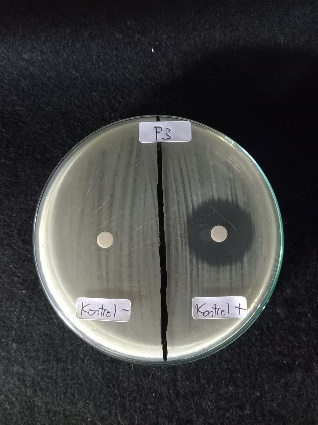 P3
Kontrol -
Kontrol +